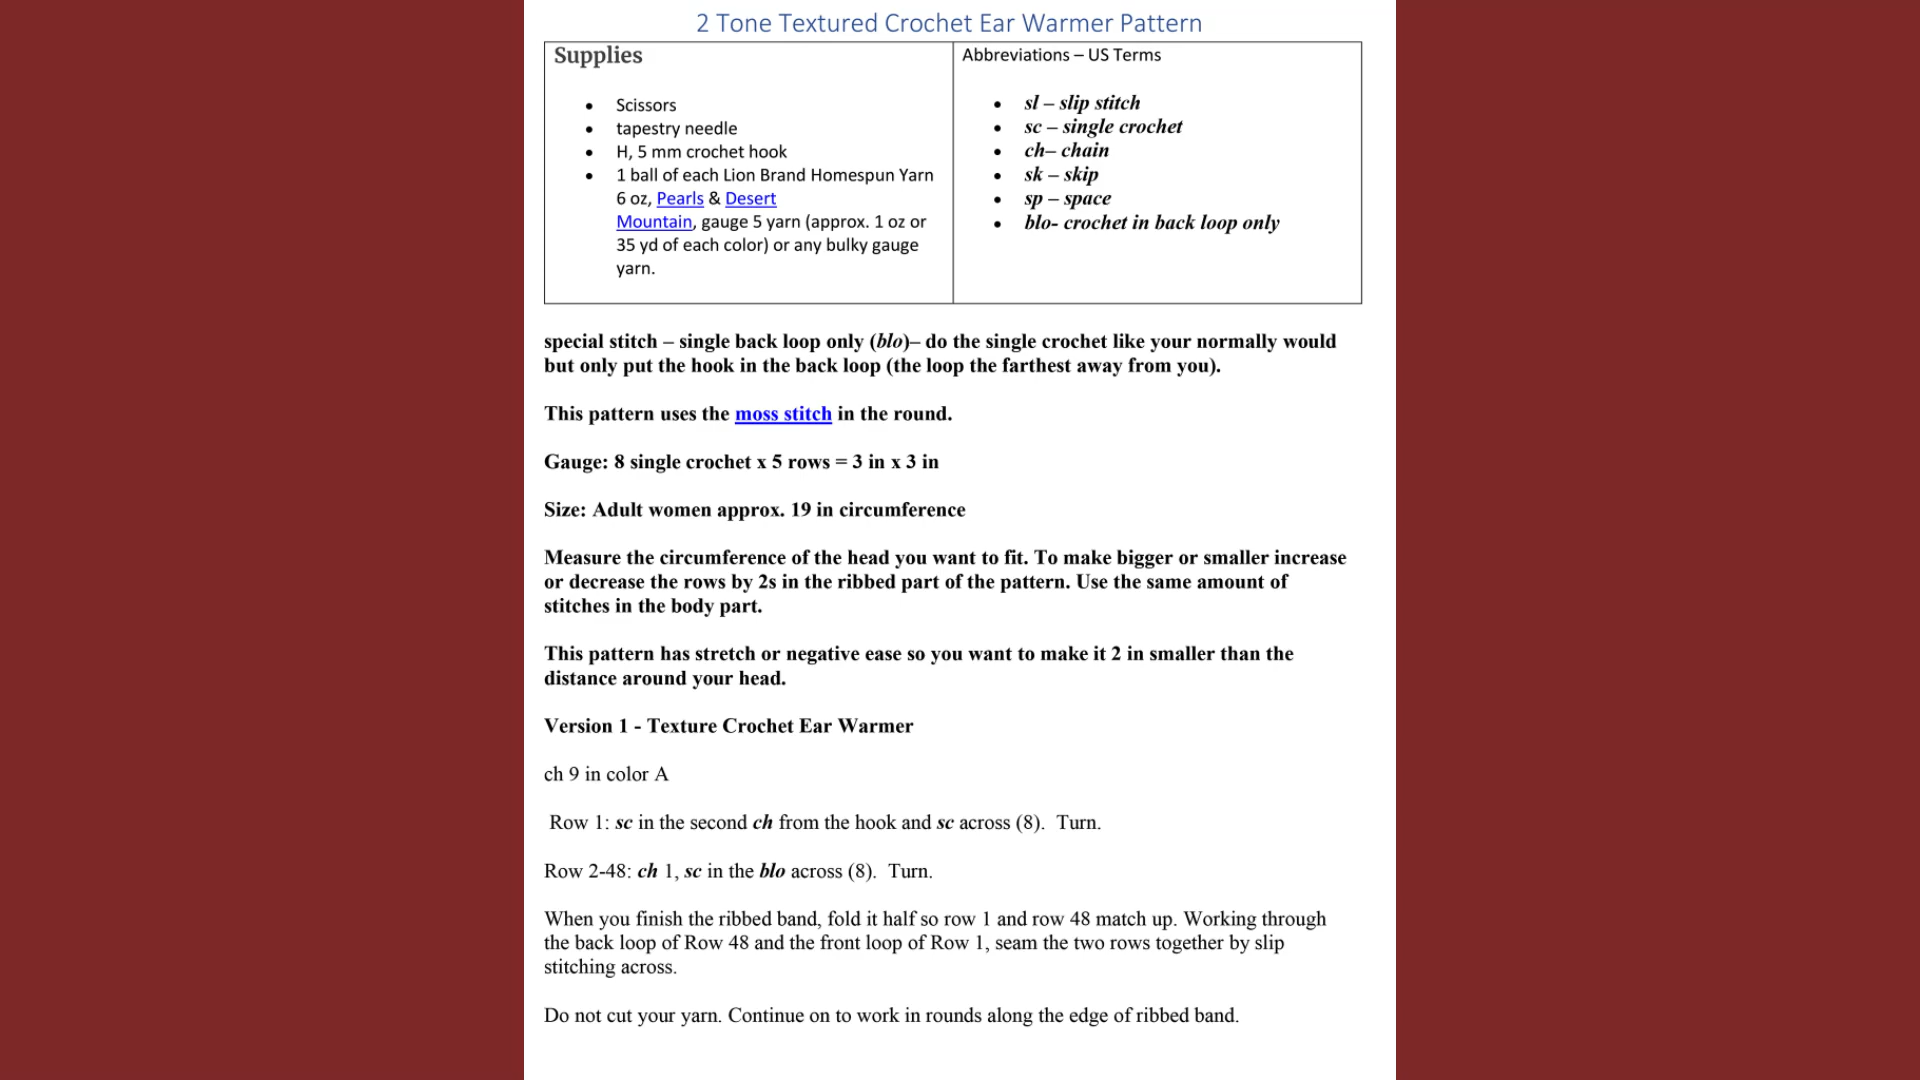 2 Tone Textured Crochet Ear Warmer Pattern
Supplies
• Scissors
• tapestry needle
• H, 5 mm crochet hook
• 1 ball of each Lion Brand Homespun Yarn
6 oz, Pearls & Desert
Mountain, gauge 5 yarn (approx. 1 oz or
35 yd of each color) or any bulky gauge
yarn.
Abbreviations – US Terms
• sl – slip stitch
• sc – single crochet
• ch– chain
• sk – skip
• sp – space
• blo- crochet in back loop only
special stitch – single back loop only (blo)– do the single crochet like your normally would
but only put the hook in the back loop (the loop the farthest away from you).
This pattern uses the moss stitch in the round.
Gauge: 8 single crochet x 5 rows = 3 in x 3 in
Size: Adult women approx. 19 in circumference
Measure the circumference of the head you want to fit. To make bigger or smaller increase
or decrease the rows by 2s in the ribbed part of the pattern. Use the same amount of
stitches in the body part.
This pattern has stretch or negative ease so you want to make it 2 in smaller than the
distance around your head.
Version 1 - Texture Crochet Ear Warmer
ch 9 in color A
Row 1: sc in the second ch from the hook and sc across (8).  Turn.
Row 2-48: ch 1, sc in the blo across (8).  Turn.
When you finish the ribbed band, fold it half so row 1 and row 48 match up. Working through
the back loop of Row 48 and the front loop of Row 1, seam the two rows together by slip
stitching across.
Do not cut your yarn. Continue on to work in rounds along the edge of ribbed band.